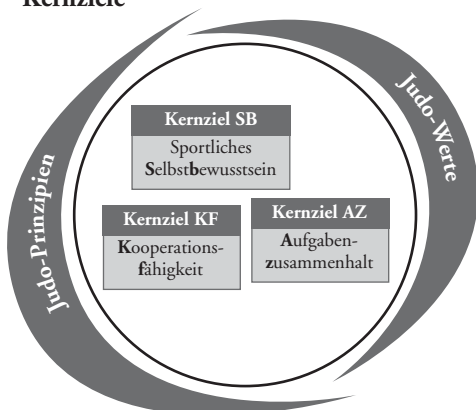 Kernziele
Judo-Werte
Kernziel SB
Sportliches
Selbstbewusstsein
Judo-Prinzipien
Kernziel KF
Kooperations-
fähigkeit
Kernziel AZ
Aufgaben-
zusammenhalt